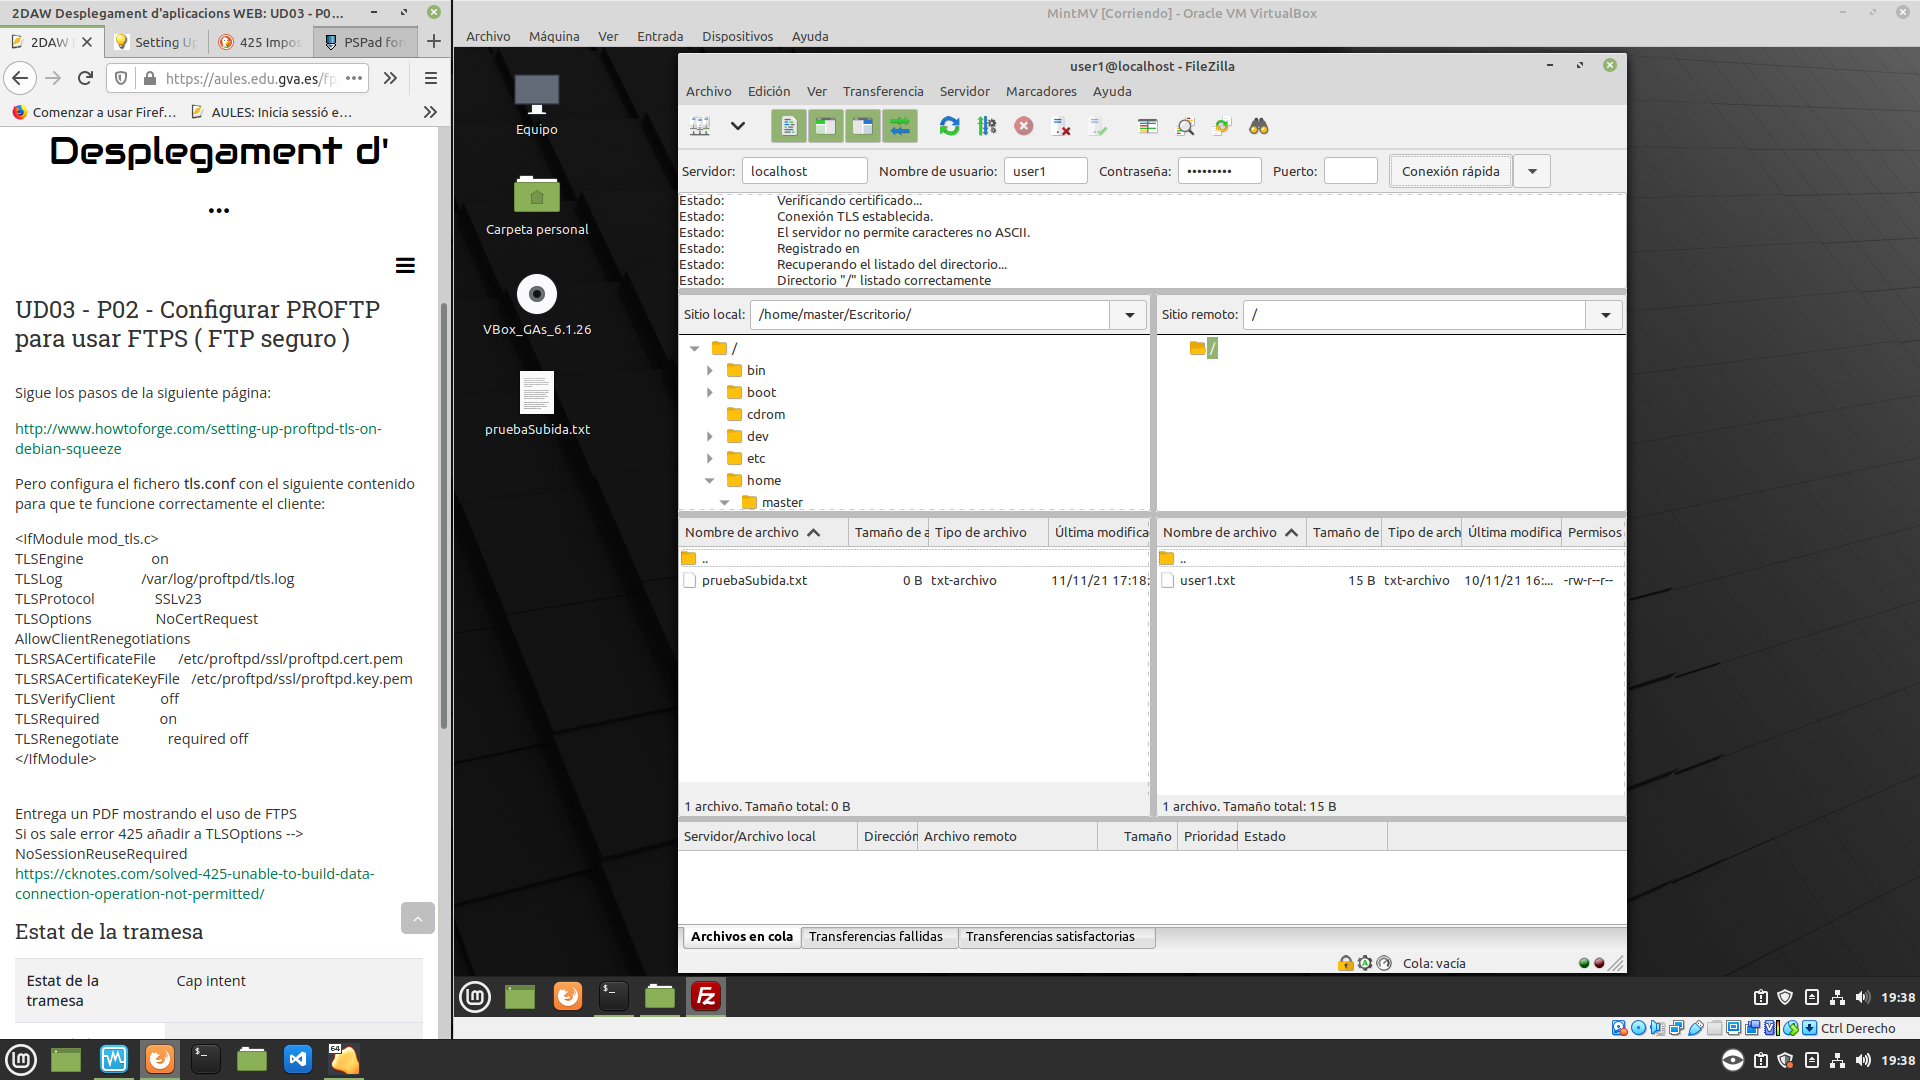 2DAW Desplegament d'aplicacions WEB: UD03 - P0...
2DAW
Setting Up
425 Impos
PSPad for
https://aules.edu.gva.es/fp
Comenzar a usar Firef...
AULES: Inicia sessió e...
Desplegament d'
...
UD03 - P02 - Configurar PROFTP
para usar FTPS ( FTP seguro )
Sigue los pasos de la siguiente página:
http://www.howtoforge.com/setting-up-proftpd-tls-on-
debian-squeeze
Pero configura el fichero tls.conf con el siguiente contenido
para que te funcione correctamente el cliente:
<IfModule mod_tls.c>
TLSEngine on
TLSLog /var/log/proftpd/tls.log
TLSProtocol SSLv23
TLSOptions NoCertRequest
AllowClientRenegotiations
TLSRSACertificateFile /etc/proftpd/ssl/proftpd.cert.pem
TLSRSACertificateKeyFile /etc/proftpd/ssl/proftpd.key.pem
TLSVerifyClient off
TLSRequired on
TLSRenegotiate required off
</IfModule>
Entrega un PDF mostrando el uso de FTPS
Si os sale error 425 añadir a TLSOptions -->
NoSessionReuseRequired
https://cknotes.com/solved-425-unable-to-build-data-
connection-operation-not-permitted/
Estat de la tramesa
Estat de la
tramesa
Cap intent
MintMV [Corriendo] - Oracle VM VirtualBox
Archivo Máquina Ver Entrada Dispositivos Ayuda
Equipo
Carpeta personal
VBox_GAs_6.1.26
pruebaSubida.txt
user1@localhost - FileZilla
Archivo Edición Ver Transferencia Servidor Marcadores Ayuda
Servidor: localhost Nombre de usuario: user1 Contraseña: ••••••••• Puerto: Conexión rápida
Estado: Verificando certificado...
Estado: Conexión TLS establecida.
Estado: El servidor no permite caracteres no ASCII.
Estado: Registrado en
Estado: Recuperando el listado del directorio...
Estado: Directorio "/" listado correctamente
Sitio local: /home/master/Escritorio/
/
bin
boot
cdrom
dev
etc
home
master
Sitio remoto: /
/
Nombre de archivo Tamaño de a Tipo de archivo Última modifica
..
pruebaSubida.txt 0 B txt-archivo 11/11/21 17:18:
1 archivo. Tamaño total: 0 B
Nombre de archivo Tamaño de Tipo de arch Última modifica Permisos
..
user1.txt 15 B txt-archivo 10/11/21 16:... -rw-r--r--
1 archivo. Tamaño total: 15 B
Servidor/Archivo local Dirección Archivo remoto Tamaño Prioridad Estado
Archivos en cola Transferencias fallidas Transferencias satisfactorias
Cola: vacía
19:38
Ctrl Derecho
64
19:38